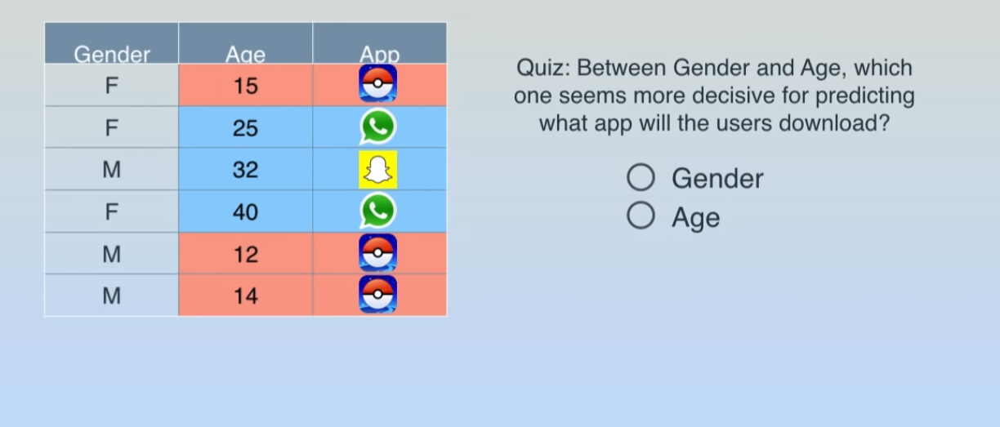 Gender Age App
F 15
F 25
M 32
F 40
M 12
M 14
Quiz: Between Gender and Age, which
one seems more decisive for predicting
what app will the users download?
Gender
Age